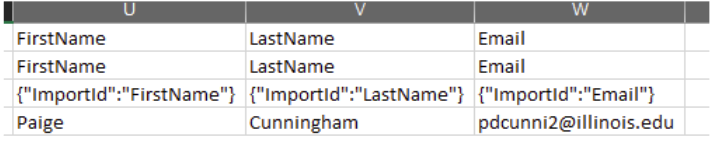 U V W
FirstName LastName Email
FirstName LastName Email
{"ImportId":"FirstName"} {"ImportId":"LastName"} {"ImportId":"Email"}
Paige Cunningham pdcunni2@illinois.edu